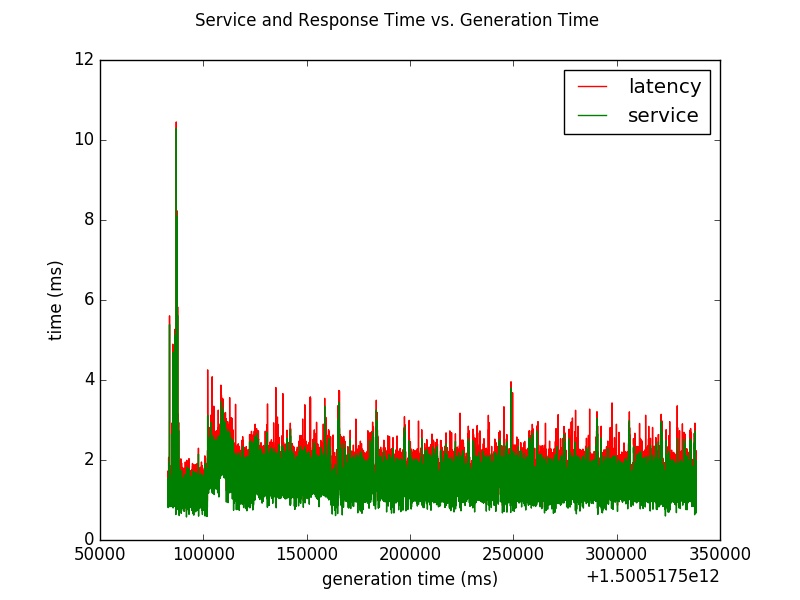 Service and Response Time vs. Generation Time
12
10
8
6
4
2
0
time (ms)
latency
service
50000 100000 150000 200000 250000 300000 350000
generation time (ms)
+1.5005175e12